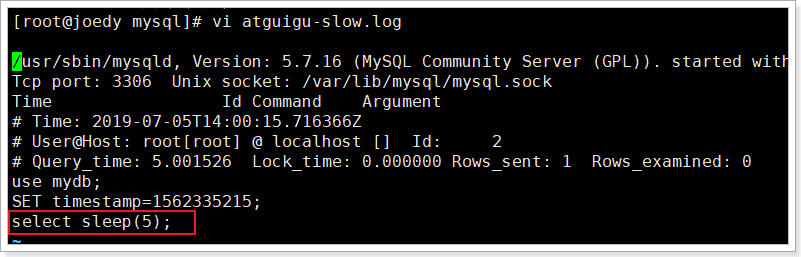 [root@joedy mysql]# vi atguigu-slow.log
/usr/sbin/mysqld, Version: 5.7.16 (MySQL Community Server (GPL)). started with
Tcp port: 3306  Unix socket: /var/lib/mysql/mysql.sock
Time                 Id Command    Argument
# Time: 2019-07-05T14:00:15.716366Z
# User@Host: root[root] @ localhost []  Id:     2
# Query_time: 5.001526  Lock_time: 0.000000 Rows_sent: 1  Rows_examined: 0
use mydb;
SET timestamp=1562335215;
select sleep(5);
~